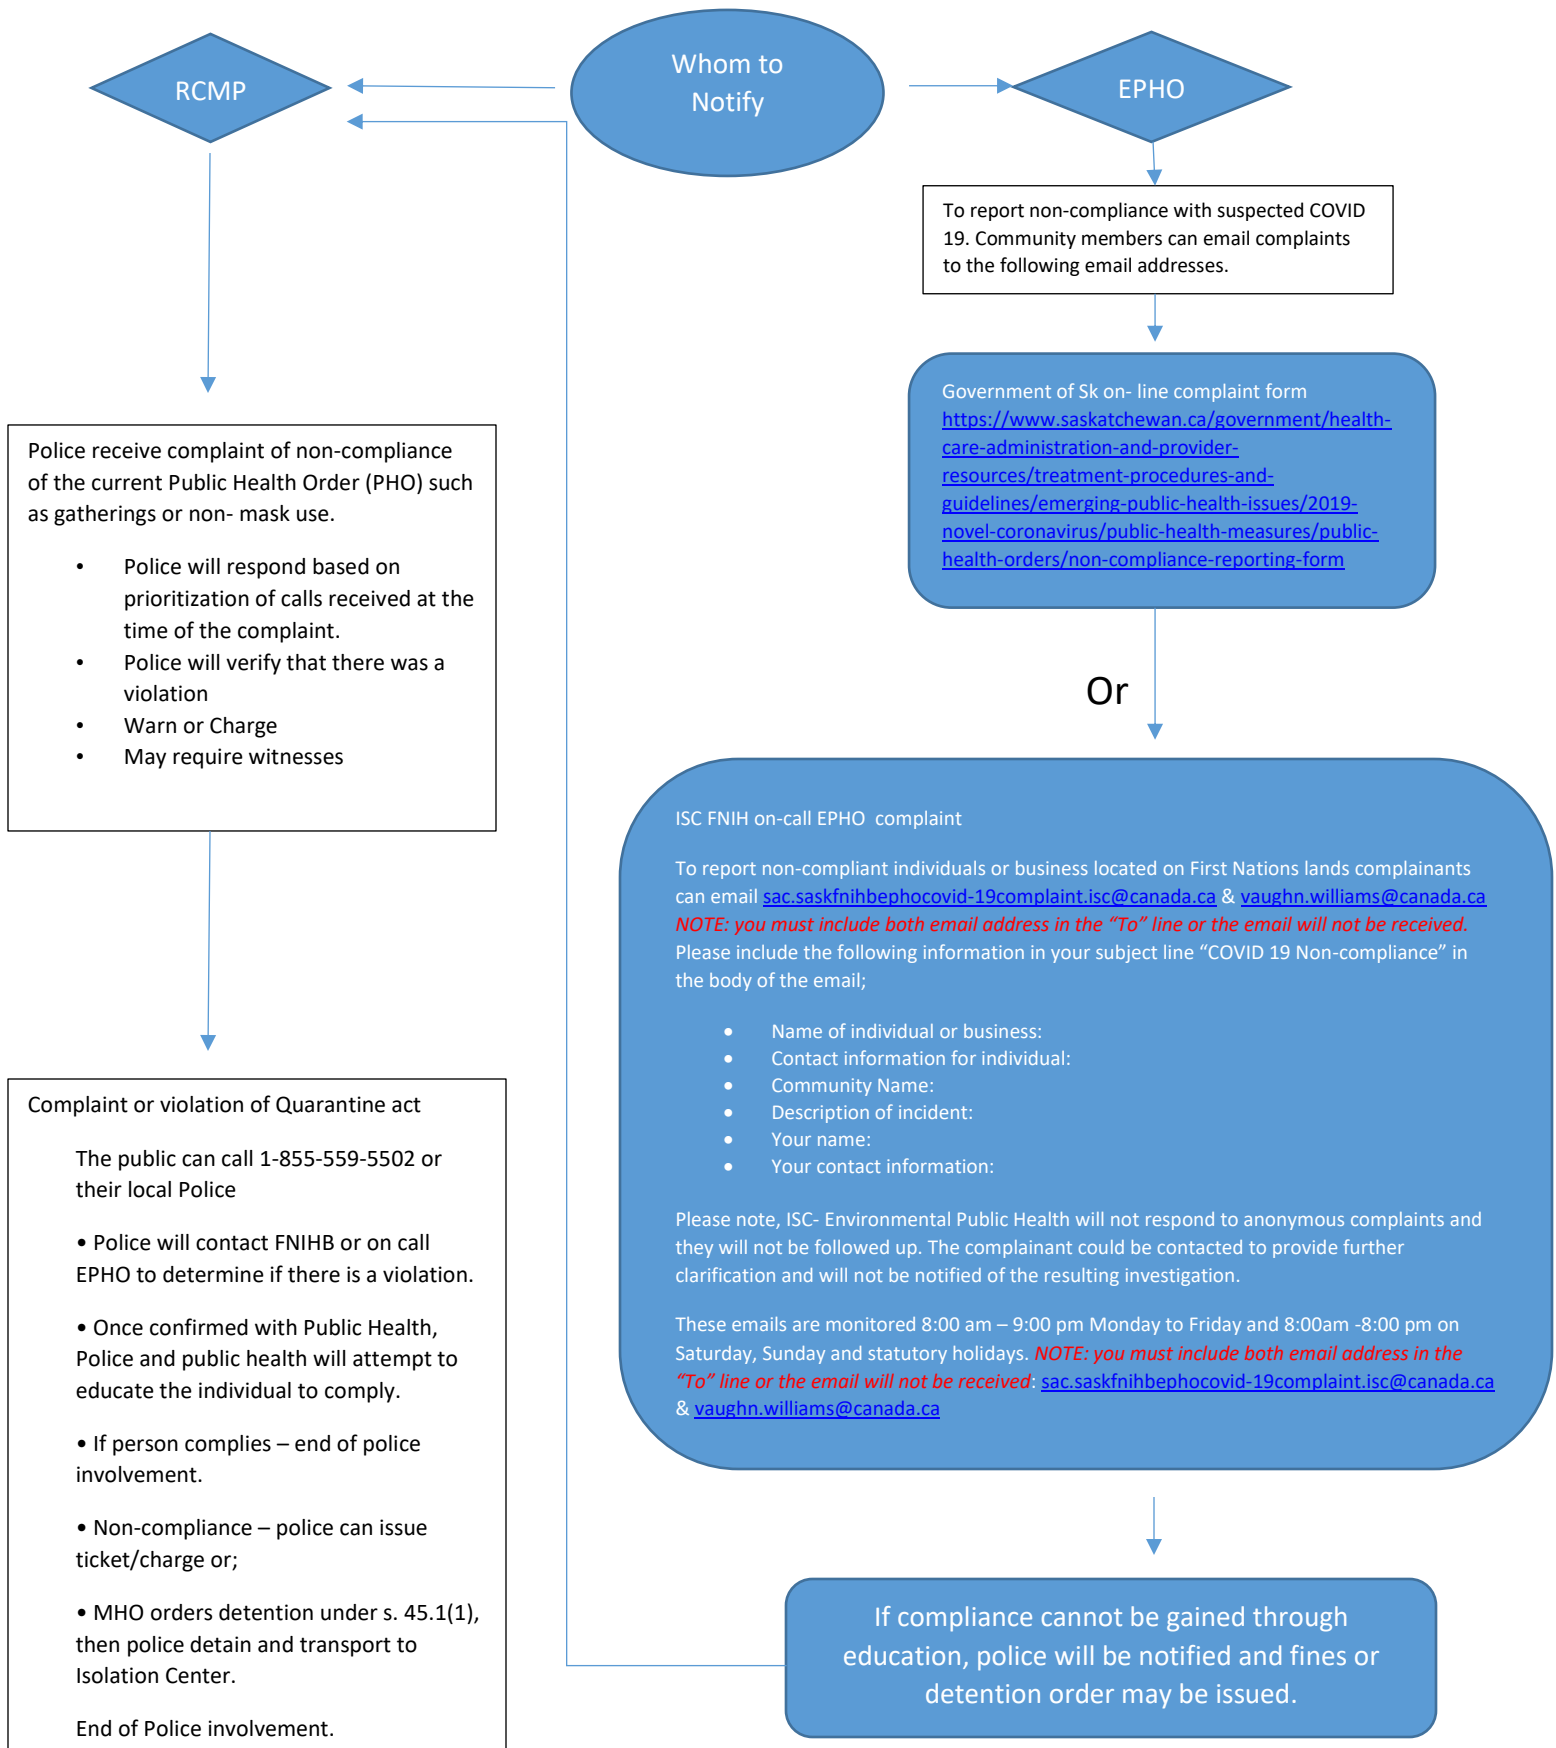 Whom to
Notify
RCMP
EPHO
To report non-compliance with suspected COVID
19. Community members can email complaints
to the following email addresses.
Government of Sk on- line complaint form
https://www.saskatchewan.ca/government/health-
care-administration-and-provider-
resources/treatment-procedures-and-
guidelines/emerging-public-health-issues/2019-
novel-coronavirus/public-health-measures/public-
health-orders/non-compliance-reporting-form
Or
ISC FNIH on-call EPHO  complaint
To report non-compliant individuals or business located on First Nations lands complainants
can email sac.saskfnihbephocovid-19complaint.isc@canada.ca & vaughn.williams@canada.ca
NOTE: you must include both email address in the “To” line or the email will not be received.
Please include the following information in your subject line “COVID 19 Non-compliance” in
the body of the email;
• Name of individual or business:
• Contact information for individual:
• Community Name:
• Description of incident:
• Your name:
• Your contact information:
Please note, ISC- Environmental Public Health will not respond to anonymous complaints and
they will not be followed up. The complainant could be contacted to provide further
clarification and will not be notified of the resulting investigation.
These emails are monitored 8:00 am – 9:00 pm Monday to Friday and 8:00am -8:00 pm on
Saturday, Sunday and statutory holidays. NOTE: you must include both email address in the
“To” line or the email will not be received: sac.saskfnihbephocovid-19complaint.isc@canada.ca
& vaughn.williams@canada.ca
If compliance cannot be gained through
education, police will be notified and fines or
detention order may be issued.
Police receive complaint of non-compliance
of the current Public Health Order (PHO) such
as gatherings or non- mask use.
• Police will respond based on
prioritization of calls received at the
time of the complaint.
• Police will verify that there was a
violation
• Warn or Charge
• May require witnesses
Complaint or violation of Quarantine act
The public can call 1-855-559-5502 or
their local Police
• Police will contact FNIHB or on call
EPHO to determine if there is a violation.
• Once confirmed with Public Health,
Police and public health will attempt to
educate the individual to comply.
• If person complies – end of police
involvement.
• Non-compliance – police can issue
ticket/charge or;
• MHO orders detention under s. 45.1(1),
then police detain and transport to
Isolation Center.
End of Police involvement.